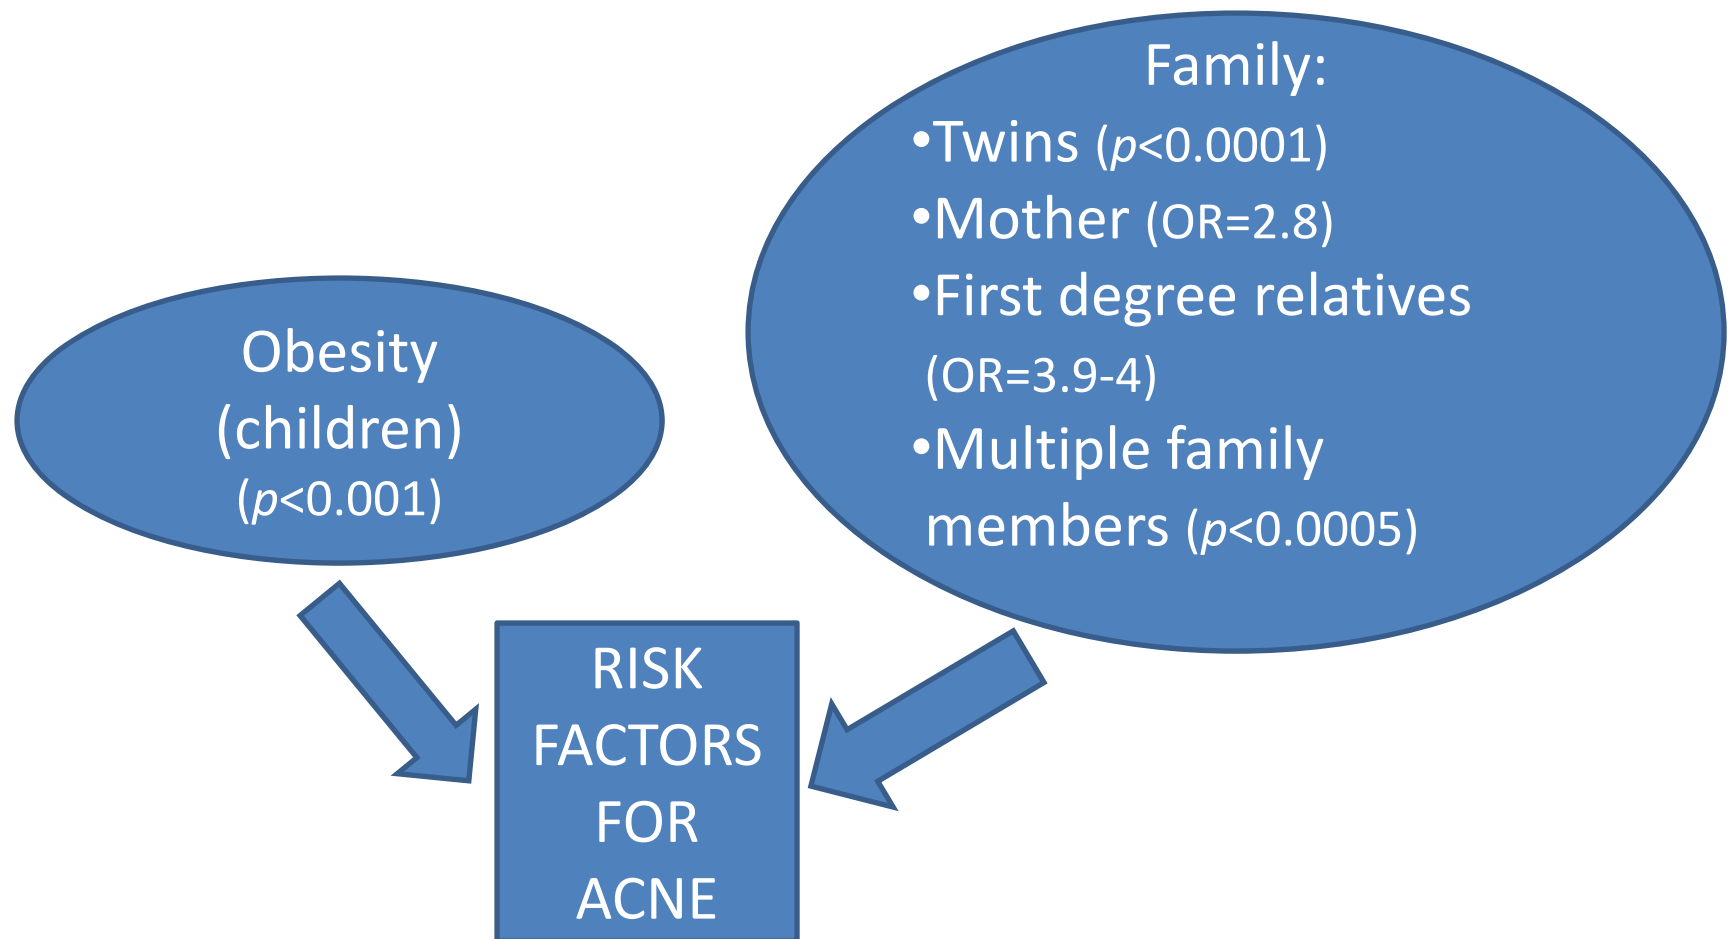 Family:
•Twins (p<0.0001)
•Mother (OR=2.8)
•First degree relatives
(OR=3.9-4)
•Multiple family
members (p<0.0005)
Obesity
(children)
(p<0.001)
RISK
FACTORS
FOR
ACNE